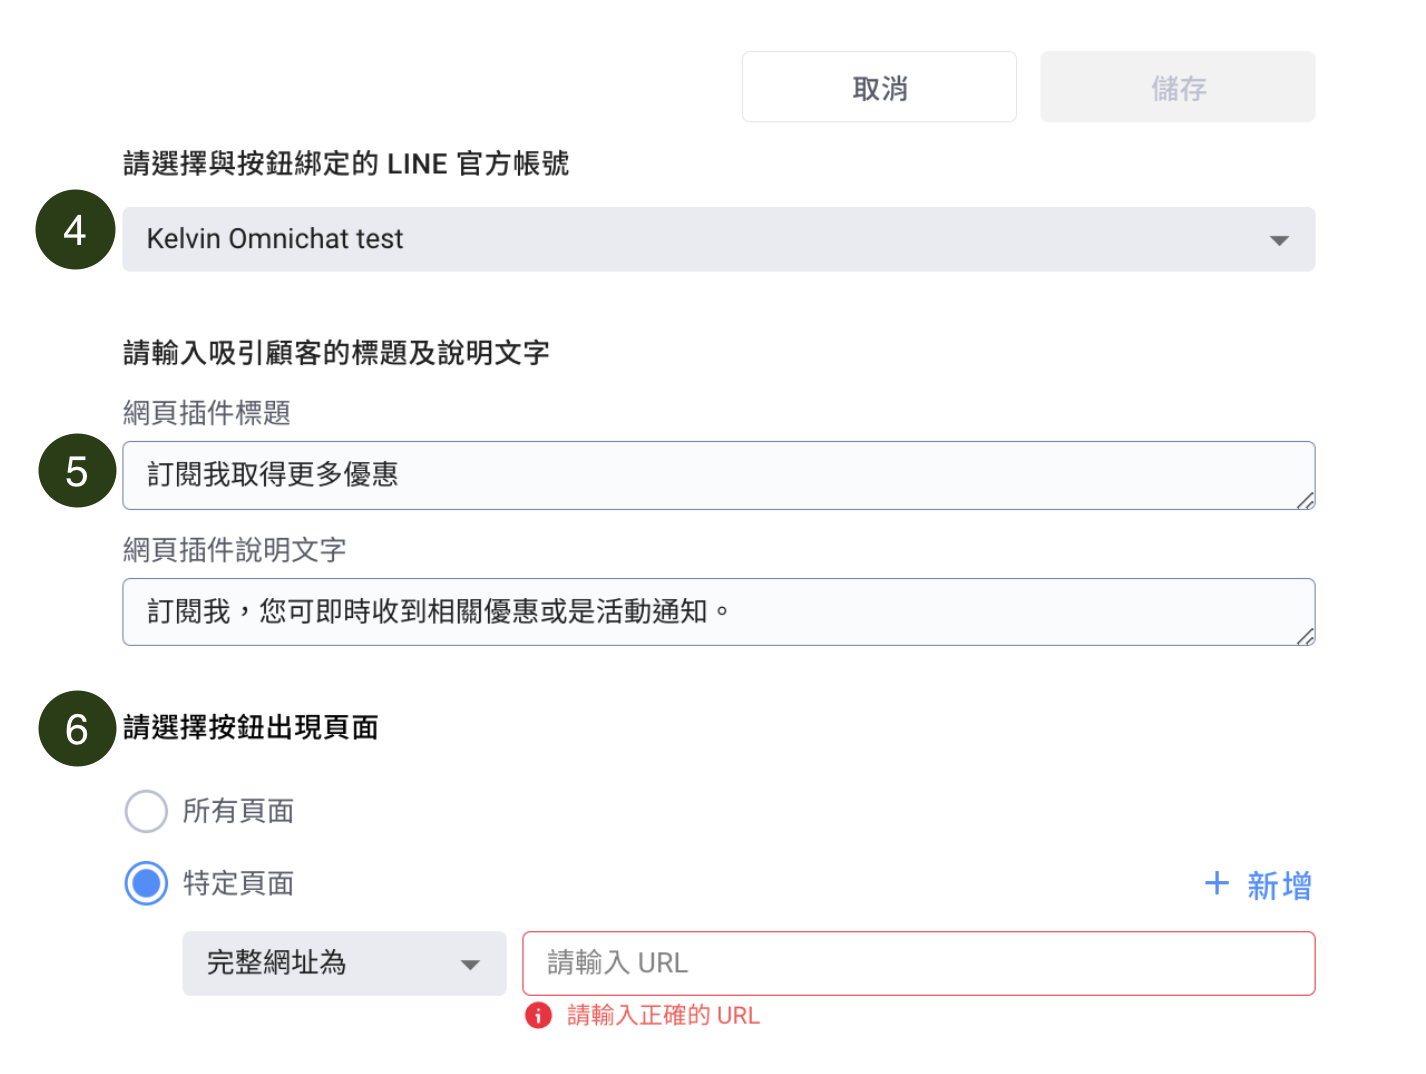 取消
儲存
請選擇與按鈕綁定的 LINE 官方帳號
4
Kelvin Omnichat test
請輸入吸引顧客的標題及說明文字
網頁插件標題
5
訂閱我取得更多優惠
網頁插件說明文字
訂閱我，您可即時收到相關優惠或是活動通知。
6
請選擇按鈕出現頁面
所有頁面
特定頁面
+ 新增
完整網址為
請輸入 URL
請輸入正確的 URL